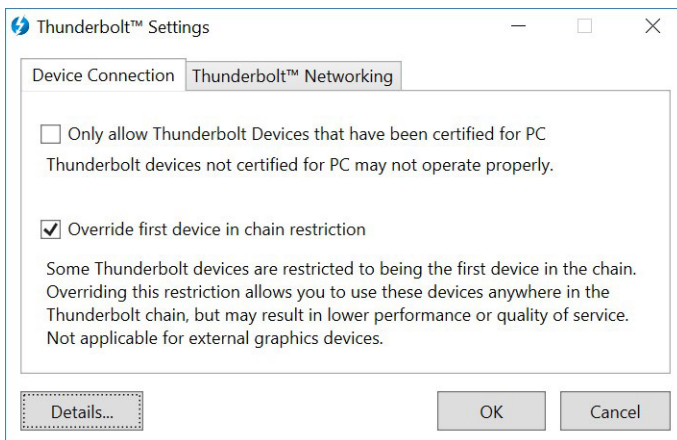 Thunderbolt™ Settings
Device Connection
Thunderbolt™ Networking
Only allow Thunderbolt Devices that have been certified for PC
Thunderbolt devices not certified for PC may not operate properly.
Override first device in chain restriction
Some Thunderbolt devices are restricted to being the first device in the chain.
Overriding this restriction allows you to use these devices anywhere in the
Thunderbolt chain, but may result in lower performance or quality of service.
Not applicable for external graphics devices.
Details...
OK
Cancel